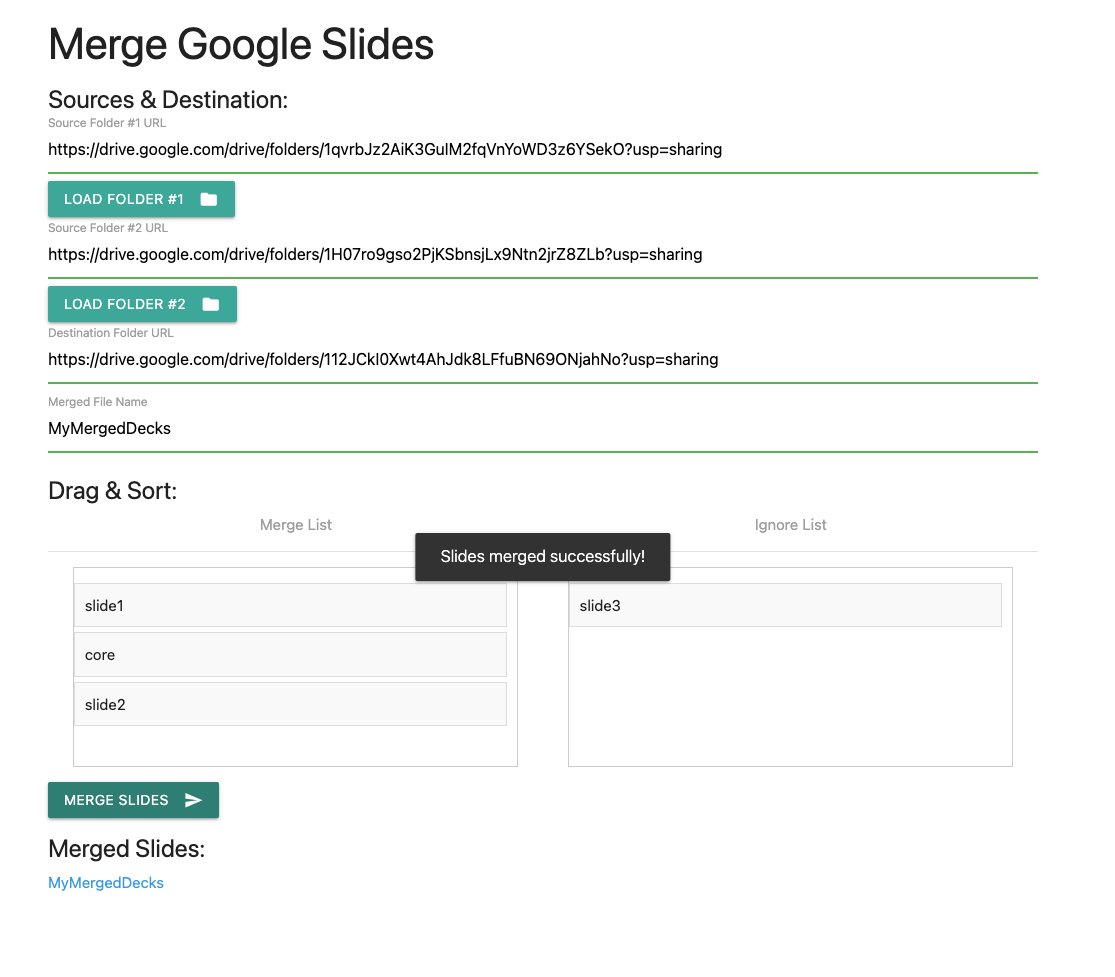 Merge Google Slides
Sources & Destination:
Source Folder #1 URL
https://drive.google.com/drive/folders/1qvrbJz2AiK3GuIM2fqVnYoWD3z6YSekO?usp=sharing
LOAD FOLDER #1
Source Folder #2 URL
https://drive.google.com/drive/folders/1H07ro9gso2PjKSbnsjLx9Ntn2jrZ8ZLb?usp=sharing
LOAD FOLDER #2
Destination Folder URL
https://drive.google.com/drive/folders/112JCkI0Xwt4AhJdk8LFfuBN69ONjahNo?usp=sharing
Merged File Name
MyMergedDecks
Drag & Sort:
Merge List
Ignore List
Slides merged successfully!
slide1
slide3
core
slide2
MERGE SLIDES
Merged Slides:
MyMergedDecks